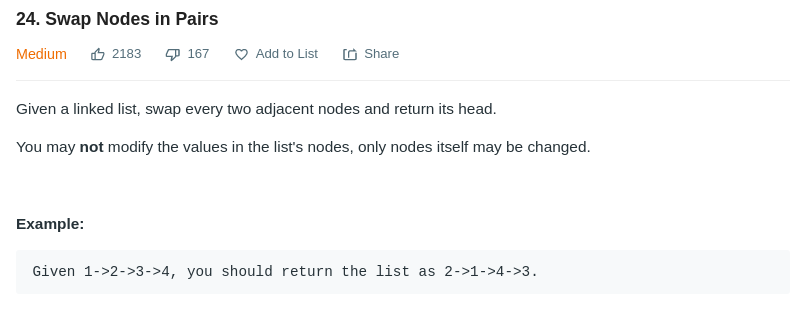 24. Swap Nodes in Pairs
Medium 2183 167 Add to List Share
Given a linked list, swap every two adjacent nodes and return its head.
You may not modify the values in the list's nodes, only nodes itself may be changed.
Example:
Given 1->2->3->4, you should return the list as 2->1->4->3.